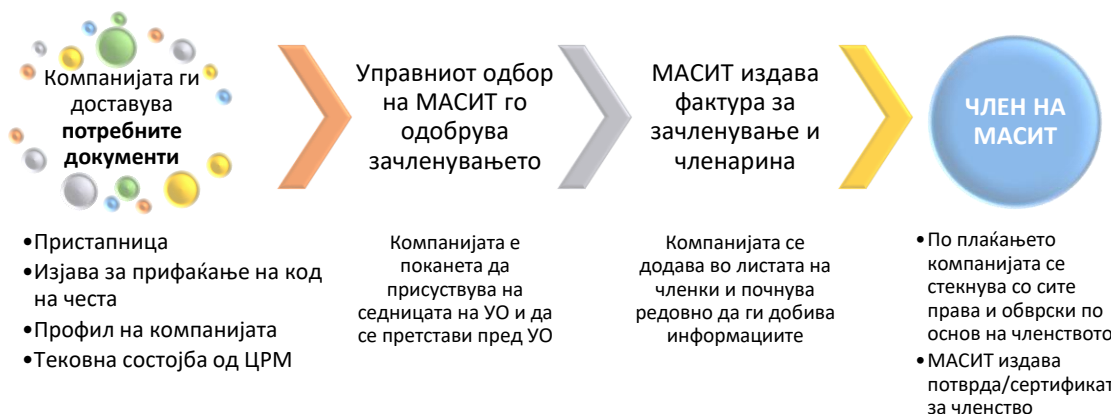 Компанијата ги
доставува
потребните
документи
•Пристапница
•Изјава за прифаќање на код
на честа
•Профил на компанијата
•Тековна состојба од ЦРМ
Управниот одбор
на МАСИТ го
одобрува
зачленувањето
Компанијата е
поканета да
присуствува на
седницата на УО и да
се претстави пред УО
МАСИТ издава
фактура за
зачленување и
членарина
Компанијата се
додава во листата на
членки и почнува
редовно да ги добива
информациите
ЧЛЕН НА
МАСИТ
•По плаќањето
компанијата се
стекнува со сите
права и обврски по
основ на членството
•МАСИТ издава
потврда/сертификат
за членство